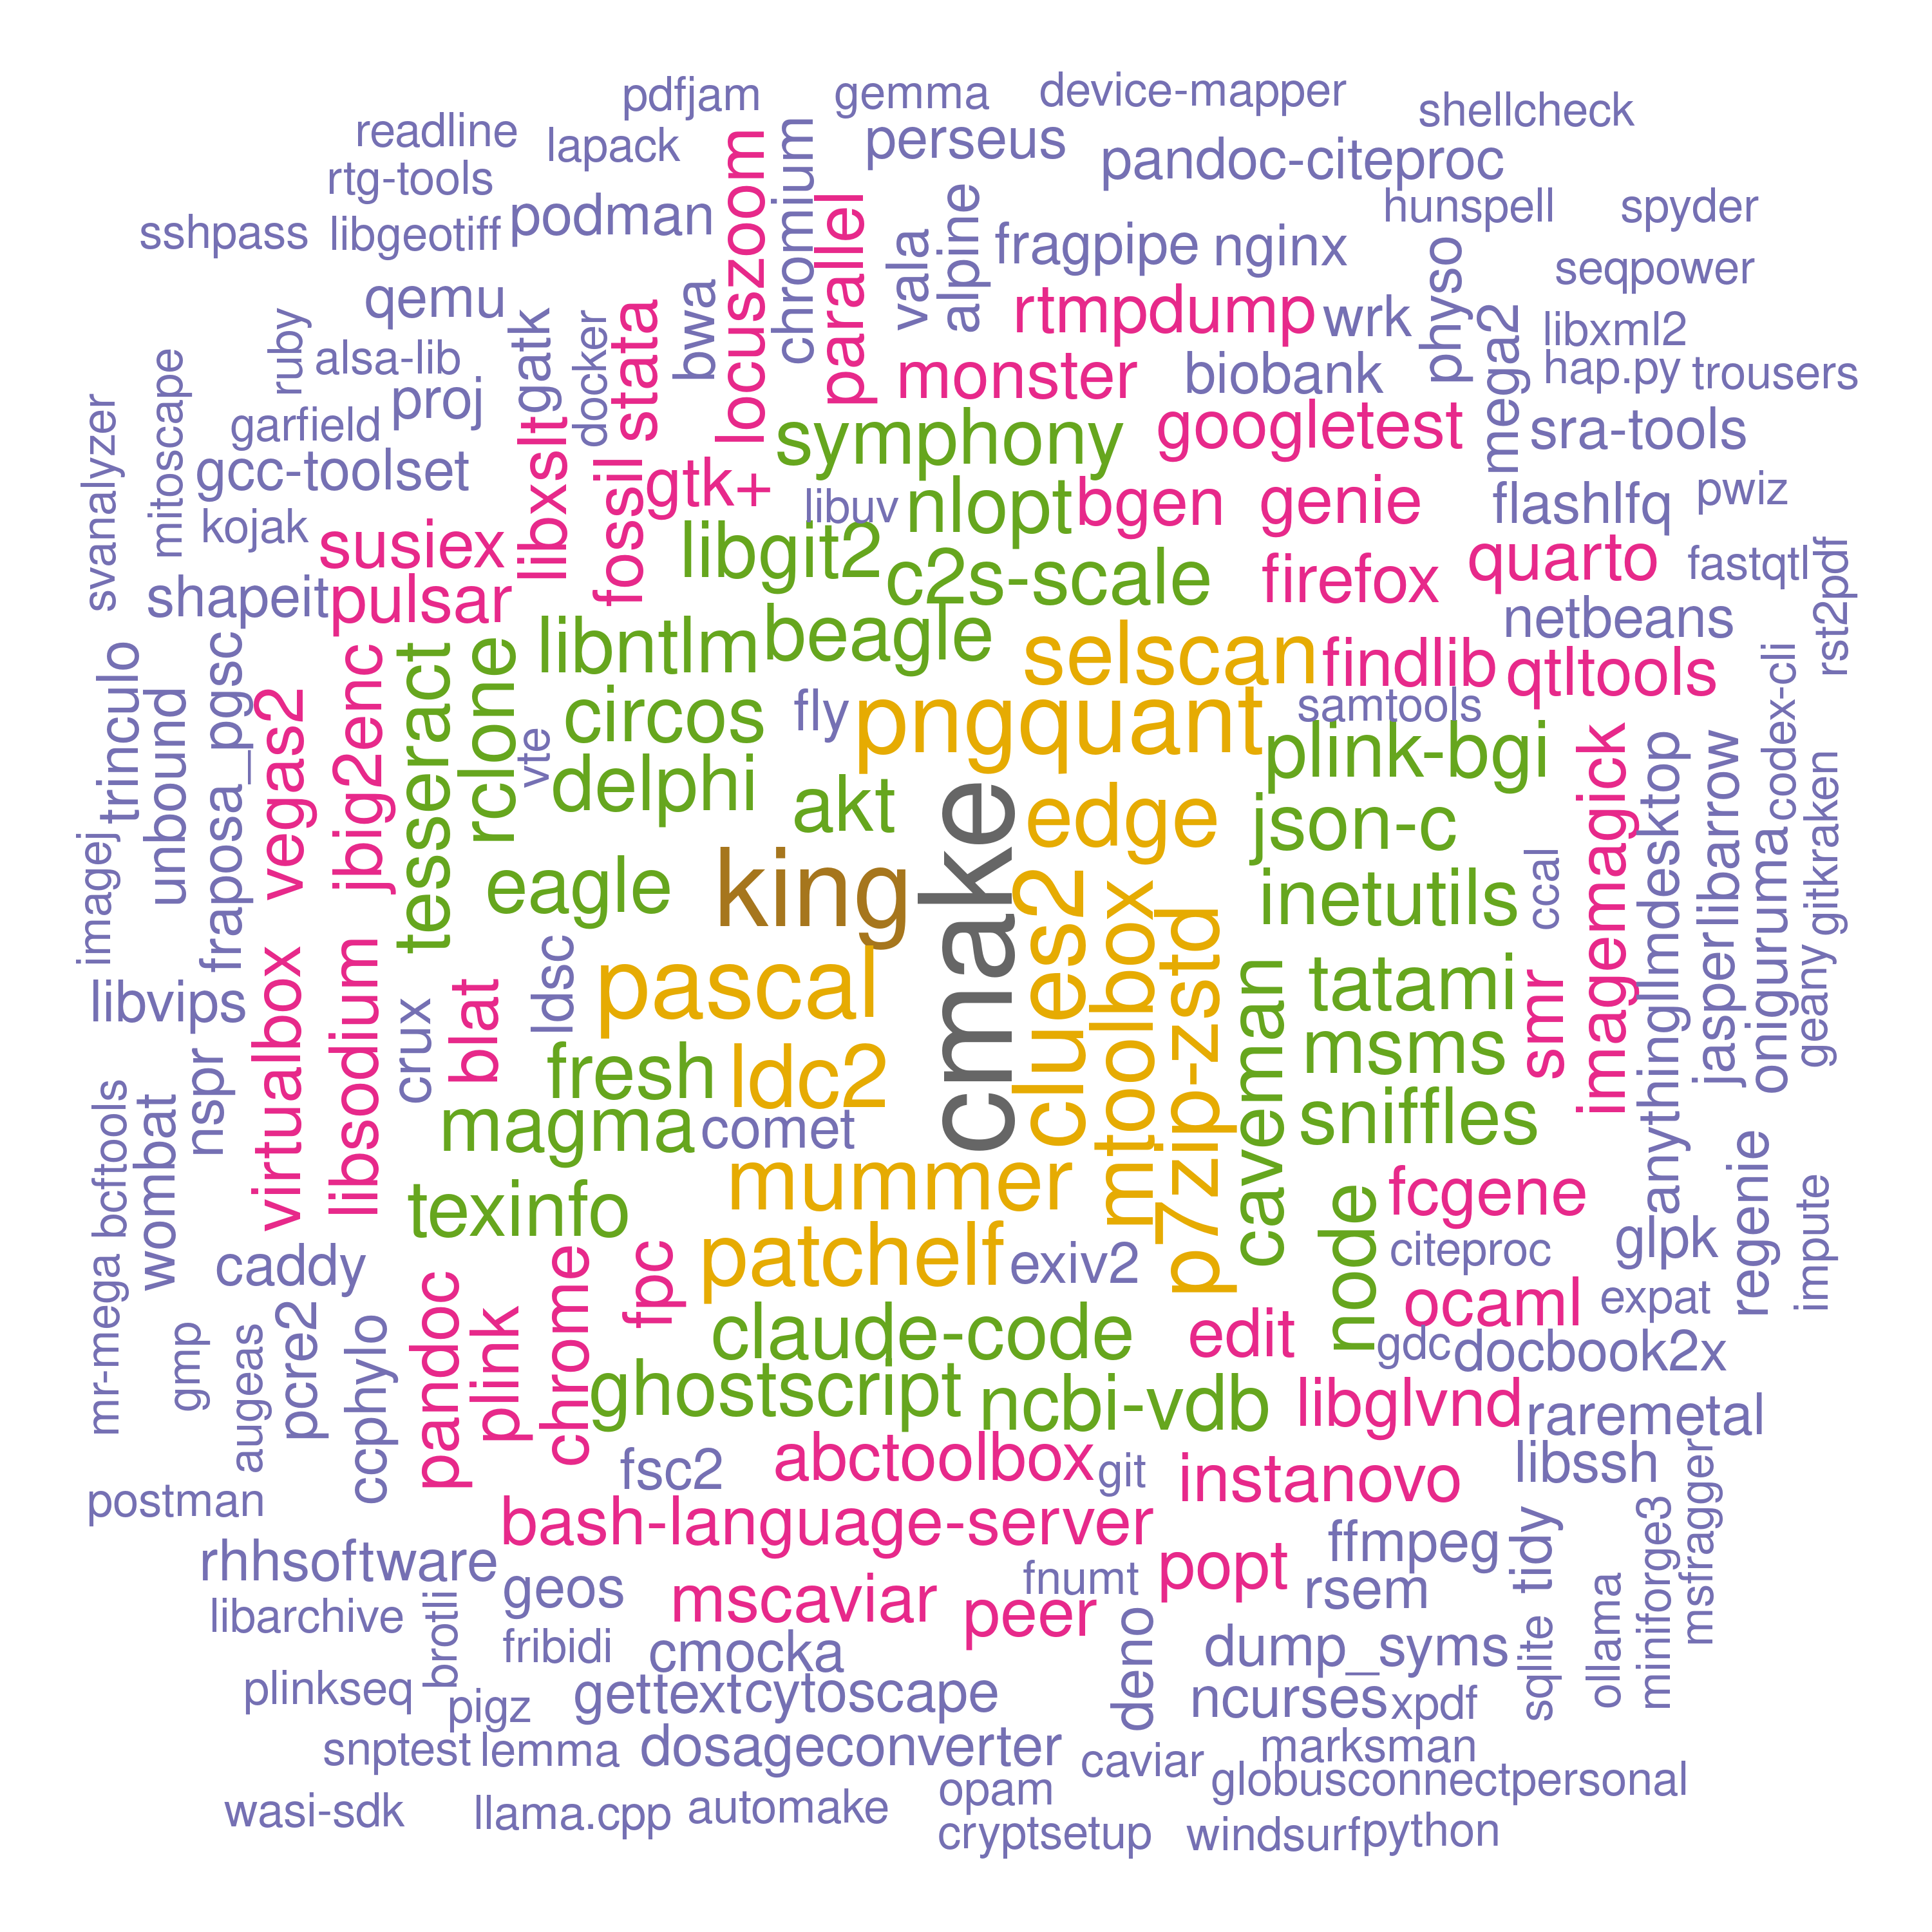 pdfjam
gemma
device-mapper
shellcheck
readline
lapack
perseus
pandoc-citeproc
rtg-tools
locuszoom
chromium
parallel
hunspell
spyder
sshpass
libgeotiff
podman
vala
alpine
fragpipe
nginx
physo
seqpower
qemu
bwa
rtmpdump
wrk
mega2
libxml2
ruby
alsa-lib
gatk
docker
stata
monster
biobank
hap.py
trousers
svanalyzer
mitoscape
garfield
proj
libxslt
symphony
googletest
sra-tools
gcc-toolset
fossil
gtk+
libuv
nlopt
bgen
genie
flashlfq
pwiz
kojak
susiex
libgit2
c2s-scale
firefox
quarto
fastqtl
rst2pdf
shapeit
pulsar
libntlm
beagle
selscan
findlib
netbeans
qtltools
trinculo
unbound
fraposa_pgsc
vegas2
jbig2enc
tesseract
rclone
vte
circos
fly
pngquant
samtools
codex-cli
delphi
akt
cmake
edge
plink-bgi
json-c
imagemagick
anythingllmdesktop
libarrow
oniguruma
gitkraken
imagej
eagle
king
clues2
mtoolbox
p7zip-zstd
inetutils
ccal
libvips
virtualbox
libsodium
crux
blat
ldsc
pascal
caveman
tatami
smr
jasper
geany
nspr
fresh
ldc2
msms
bcftools
wombat
magma
comet
sniffles
regenie
impute
texinfo
mummer
node
fcgene
glpk
mr-mega
caddy
patchelf
exiv2
citeproc
expat
gmp
augeas
pcre2
ccphylo
pandoc
plink
chrome
fpc
claude-code
edit
ocaml
gdc
docbook2x
ghostscript
ncbi-vdb
libglvnd
raremetal
postman
fsc2
abctoolbox
git
instanovo
libssh
msfragger
miniforge3
bash-language-server
ffmpeg
tidy
rhhsoftware
geos
mscaviar
fnumt
popt
rsem
ollama
libarchive
brotli
fribidi
cmocka
peer
deno
dump_syms
sqlite
plinkseq
pigz
gettext
cytoscape
ncurses
xpdf
snptest
lemma
dosageconverter
caviar
marksman
opam
globusconnectpersonal
wasi-sdk
llama.cpp
automake
cryptsetup
windsurf
python